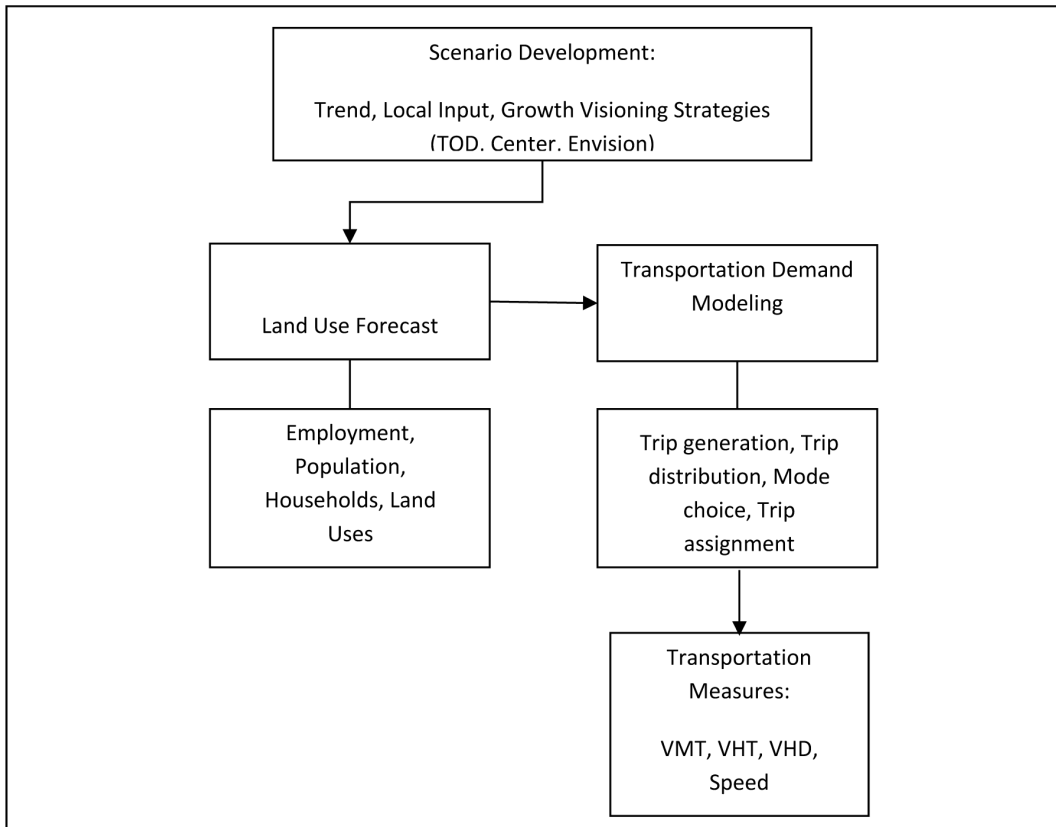 Scenario Development:
Trend, Local Input, Growth Visioning Strategies
(TOD. Center. Envision)
Land Use Forecast
Transportation Demand
Modeling
Employment,
Population,
Households, Land
Uses
Trip generation, Trip
distribution, Mode
choice, Trip
assignment
Transportation
Measures:
VMT, VHT, VHD,
Speed